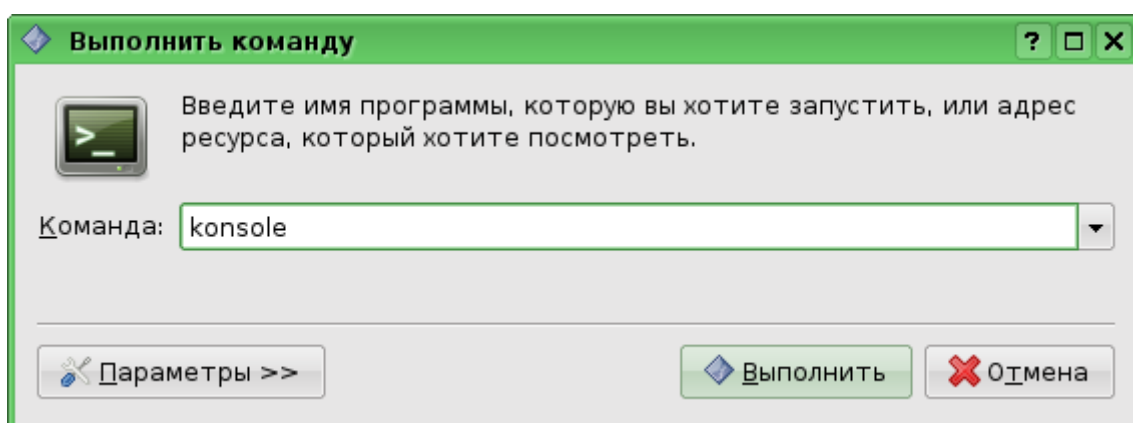 Выполнить команду
Введите имя программы, которую вы хотите запустить, или адрес
ресурса, который хотите посмотреть.
Команда: konsole
Параметры >> Выполнить Отмена